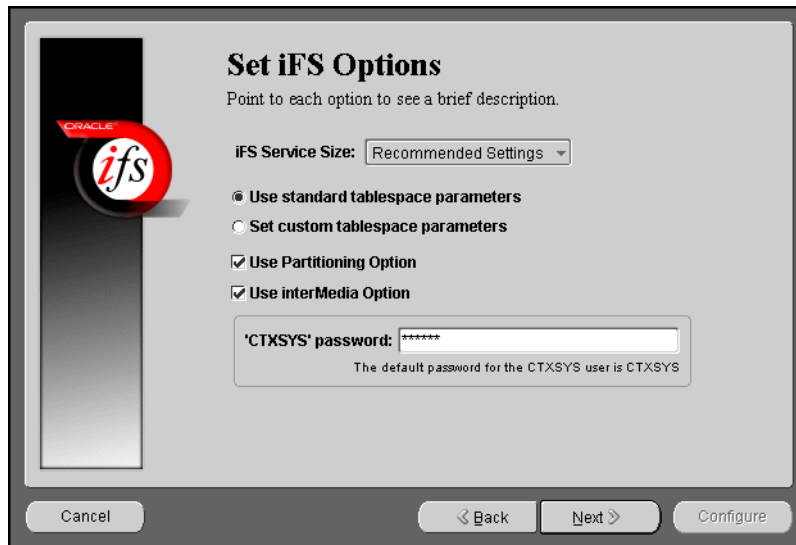 Set iFS Options
Point to each option to see a brief description.
ORACLE®
ifs
iFS Service Size: Recommended Settings
Use standard tablespace parameters
Set custom tablespace parameters
Use Partitioning Option
Use interMedia Option
'CTXSYS' password: ******
The default password for the CTXSYS user is CTXSYS
Cancel Back Next Configure